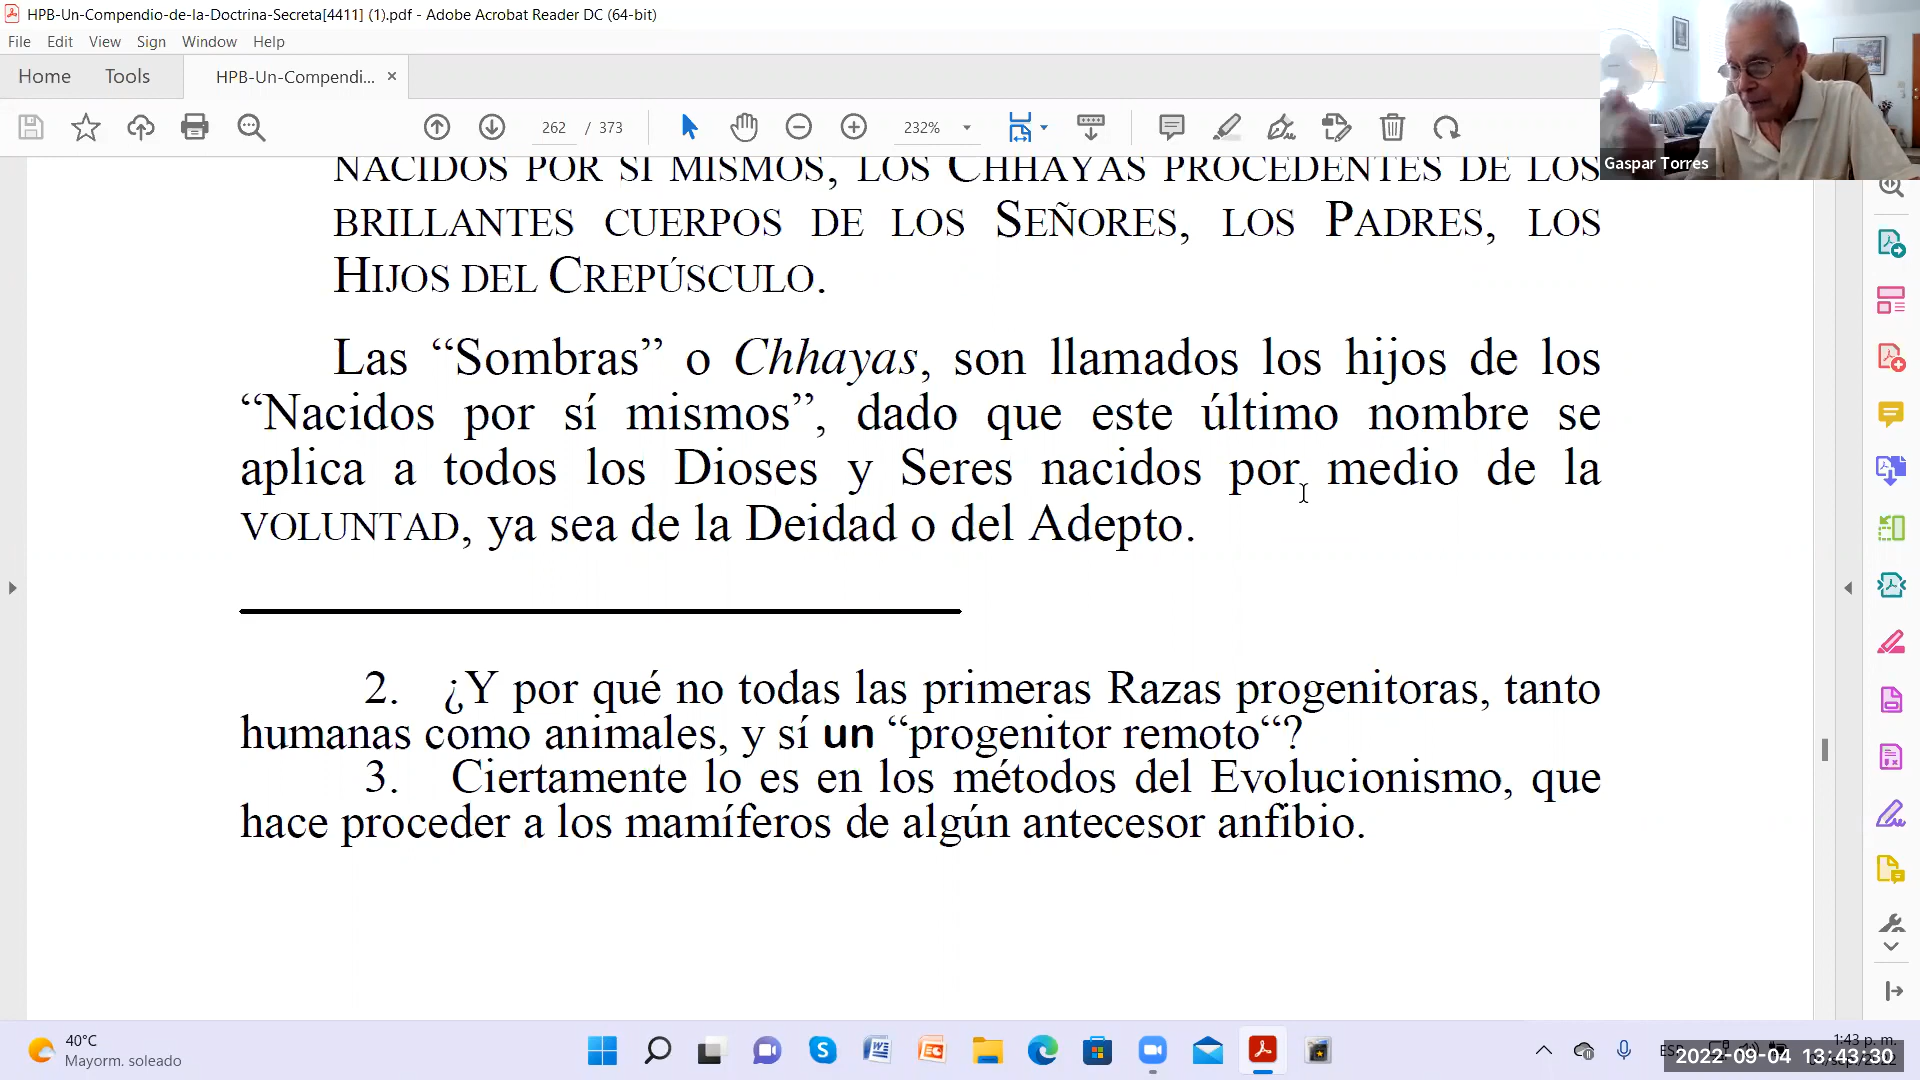 HPB-Un-Compendio-de-la-Doctrina-Secreta[4411] (1).pdf - Adobe Acrobat Reader DC (64-bit)
File Edit View Sign Window Help
Home Tools HPB-Un-Compendi... ×
262 / 373 232%
Gaspar Torres
NACIDOS POR SÍ MISMOS, LOS CHHAYAS PROCEDENTES DE LOS
BRILLANTES CUERPOS DE LOS SEÑORES, LOS PADRES, LOS
HIJOS DEL CREPÚSCULO.
Las “Sombras” o Chhayas, son llamados los hijos de los
“Nacidos por sí mismos”, dado que este último nombre se
aplica a todos los Dioses y Seres nacidos por medio de la
VOLUNTAD, ya sea de la Deidad o del Adepto.
2. ¿Y por qué no todas las primeras Razas progenitoras, tanto
humanas como animales, y sí un “progenitor remoto“?
3. Ciertamente lo es en los métodos del Evolucionismo, que
hace proceder a los mamíferos de algún antecesor anfibio.
40°C
Mayorm. soleado
1:43 p. m.
2022-09-04 13:43:30